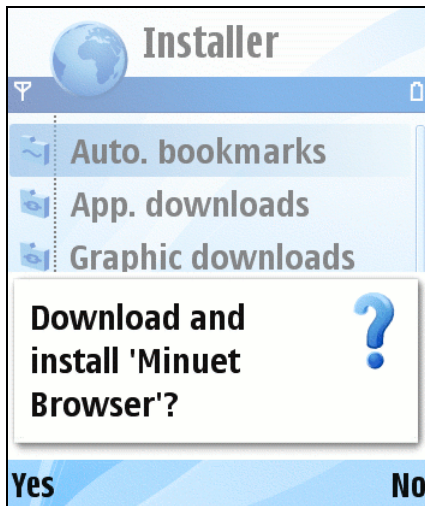 Installer
Auto. bookmarks
App. downloads
Graphic downloads
Download and
install 'Minuet
Browser'?
Yes
No